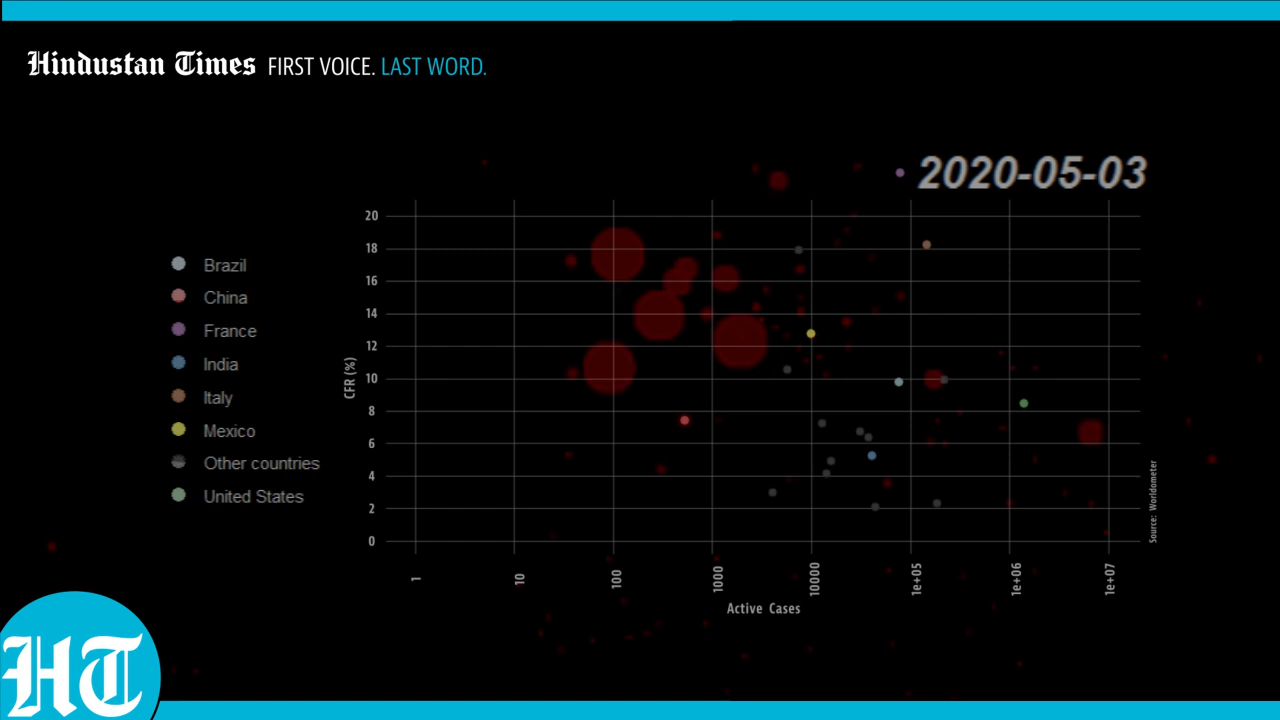 Hindustan Times FIRST VOICE. LAST WORD.
2020-05-03
20
18
16
14
12
10
8
6
4
2
0
CFR (%)
Brazil
China
France
India
Italy
Mexico
Other countries
United States
1
10
100
1000
10000
1e+05
1e+06
1e+07
Active Cases
Source: Worldometer
HT